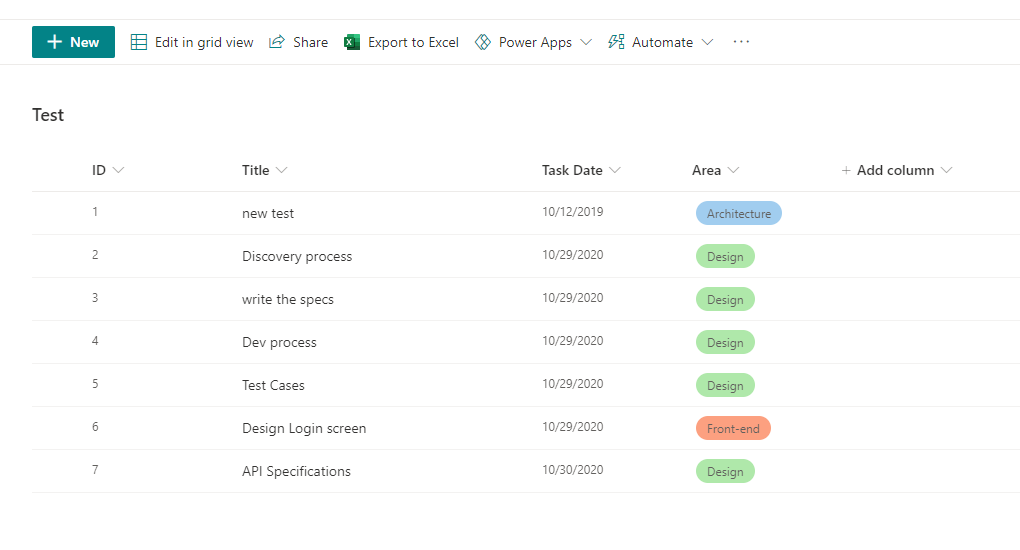 New Edit in grid view Share Export to Excel Power Apps Automate ...
Test
ID Title Task Date Area + Add column
1 new test 10/12/2019 Architecture
2 Discovery process 10/29/2020 Design
3 write the specs 10/29/2020 Design
4 Dev process 10/29/2020 Design
5 Test Cases 10/29/2020 Design
6 Design Login screen 10/29/2020 Front-end
7 API Specifications 10/30/2020 Design